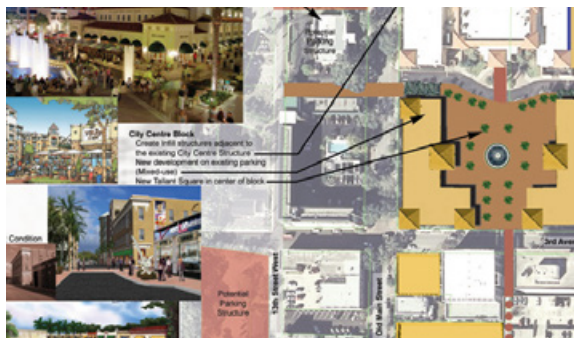 Potential
Parking
Structure
City Centre Block
Create Infill structures adjacent to
the existing City Centre Structure
New development on existing parking
(Mixed-use)
New Tallant Square in center of block
Condition
3rd Aven
Potential
Parking
Structure
13th Street West
Old Main Street